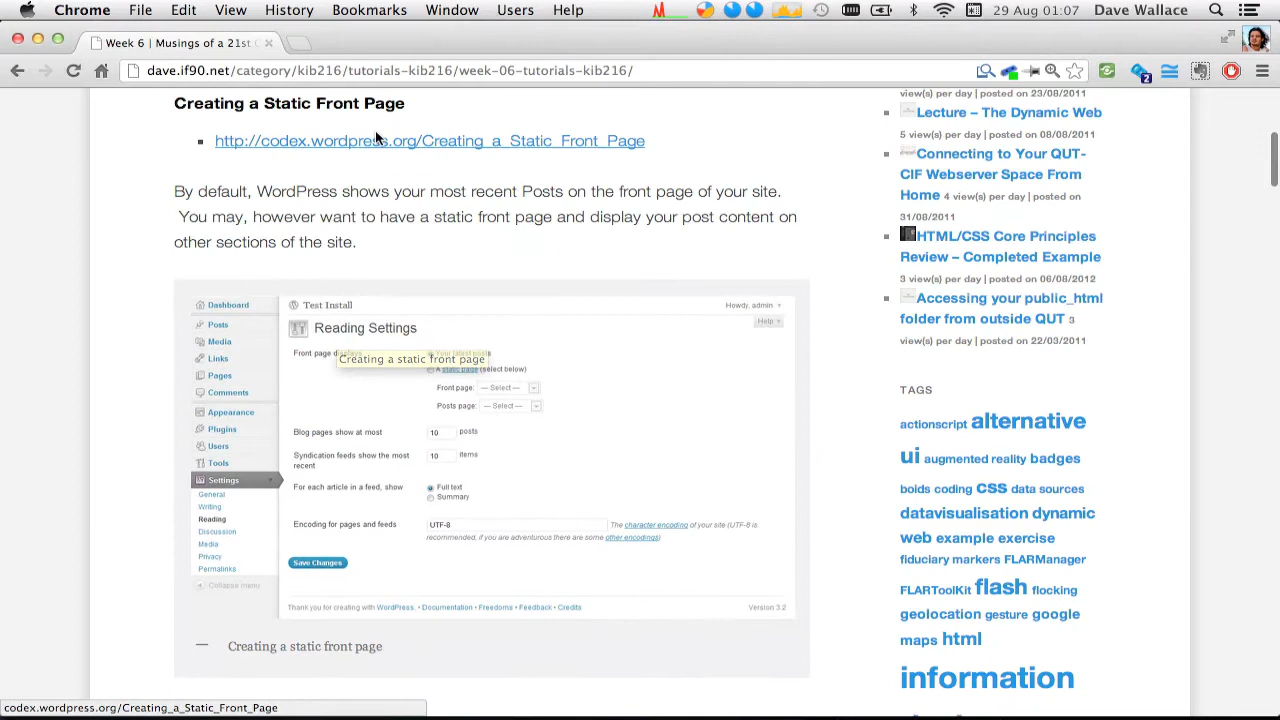 Chrome File Edit View History Bookmarks Window Users Help 29 Aug 01:07 Dave Wallace
Week 6 | Musings of a 21st C
dave.if90.net/category/kib216/tutorials-kib216/week-06-tutorials-kib216/
Creating a Static Front Page
http://codex.wordpress.org/Creating_a_Static_Front_Page
By default, WordPress shows your most recent Posts on the front page of your site.
You may, however want to have a static front page and display your post content on
other sections of the site.
Test Install
Howdy, admin
Help
Reading Settings
Dashboard
Posts
Media
Links
Pages
Comments
Appearance
Plugins
Users
Tools
Settings
General
Writing
Reading
Discussion
Media
Privacy
Permalinks
Collapse menu
Front page displays
Your latest posts
Creating a static front page
A static page (select below)
Front page: — Select —
Posts page: — Select —
Blog pages show at most 10 posts
Syndication feeds show the most
recent
10 items
For each article in a feed, show
Full text
Summary
Encoding for pages and feeds UTF-8 The character encoding of your site (UTF-8 is
recommended, if you are adventurous there are some other encodings)
Save Changes
Thank you for creating with WordPress. • Documentation • Freedoms • Feedback • Credits
Version 3.2
— Creating a static front page
view(s) per day | posted on 23/08/2011
Lecture – The Dynamic Web
5 view(s) per day | posted on 08/08/2011
Connecting to Your QUT-
CIF Webserver Space From
Home 4 view(s) per day | posted on
31/08/2011
HTML/CSS Core Principles
Review – Completed Example
3 view(s) per day | posted on 06/08/2012
Accessing your public_html
folder from outside QUT 3
view(s) per day | posted on 22/03/2011
TAGS
actionscript alternative
ui augmented reality badges
boids coding css data sources
datavisualisation dynamic
web example exercise
fiduciary markers FLARManager
FLARToolKit flash flocking
geolocation gesture google
maps html
information
codex.wordpress.org/Creating_a_Static_Front_Page